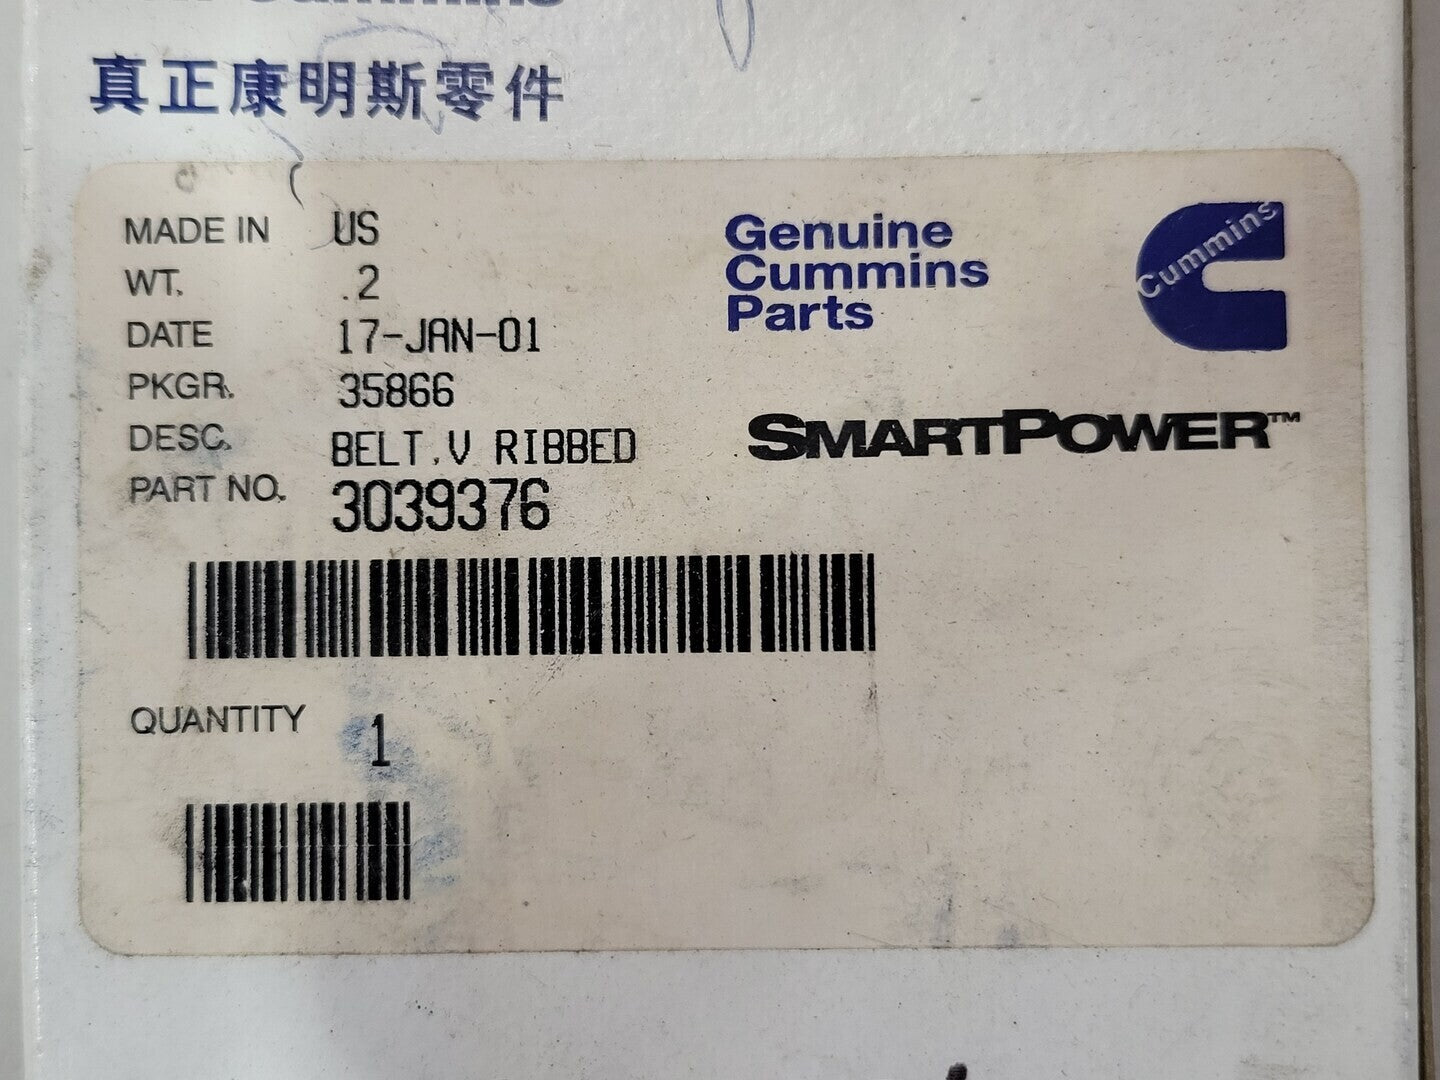 Cummins
真正康明斯零件
MADE IN US
WT. .2
DATE 17-JAN-01
PKGR. 35866
DESC. BELT,V RIBBED
PART NO. 3039376
QUANTITY 1
Genuine
Cummins
Parts
Cummins
SMARTPOWER™